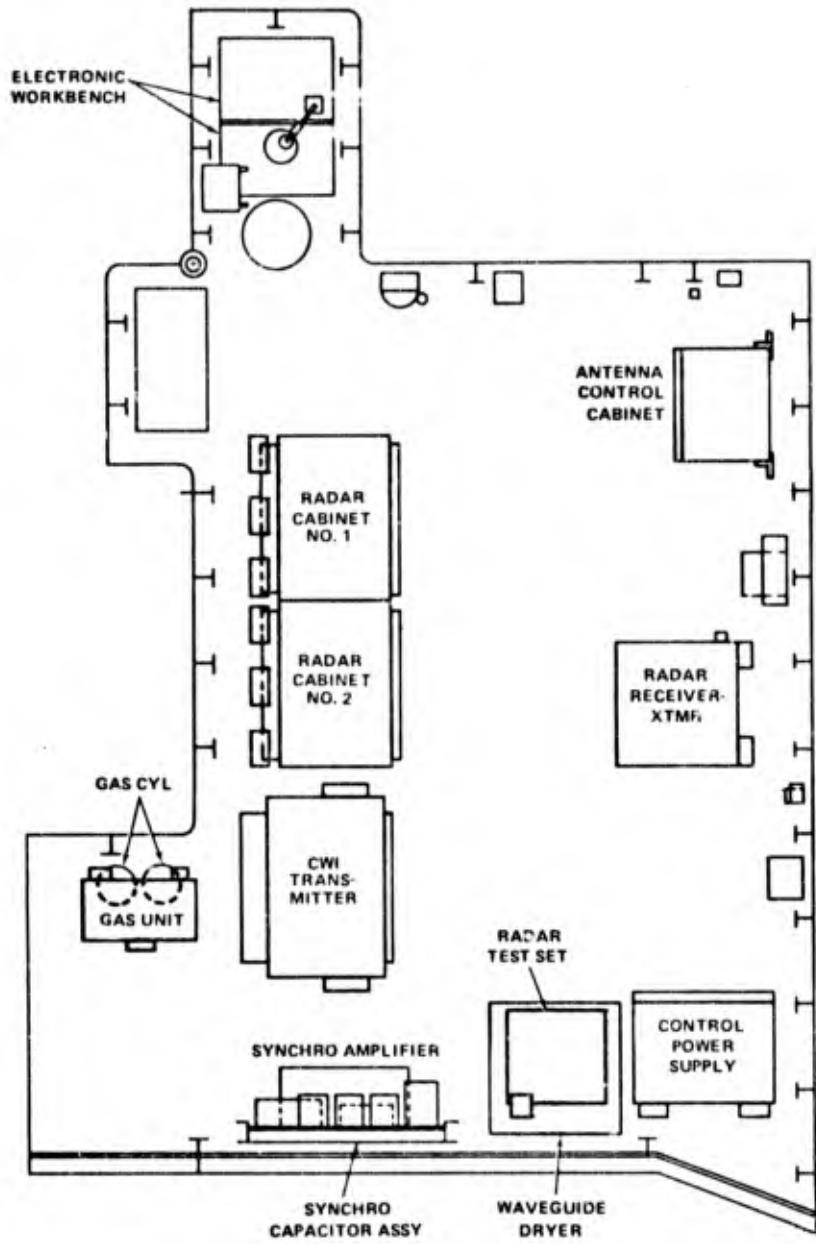 ELECTRONIC
WORKBENCH
ANTENNA
CONTROL
CABINET
RADAR
CABINET
NO. 1
RADAR
CABINET
NO. 2
RADAR
RECEIVER-
XTMR
GAS CYL
GAS UNIT
CWI
TRANS-
MITTER
RADAR
TEST SET
CONTROL
POWER
SUPPLY
SYNCHRO AMPLIFIER
SYNCHRO
CAPACITOR ASSY
WAVEGUIDE
DRYER